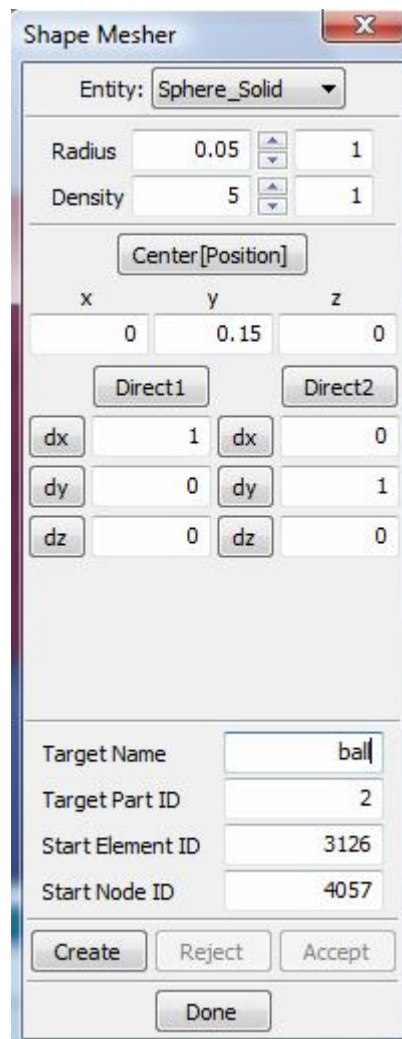 Shape Mesher
Entity: Sphere_Solid
Radius 0.05 1
Density 5 1
Center[Position]
x y z
0 0.15 0
Direct1 Direct2
dx 1 dx 0
dy 0 dy 1
dz 0 dz 0
Target Name ball
Target Part ID 2
Start Element ID 3126
Start Node ID 4057
Create Reject Accept
Done